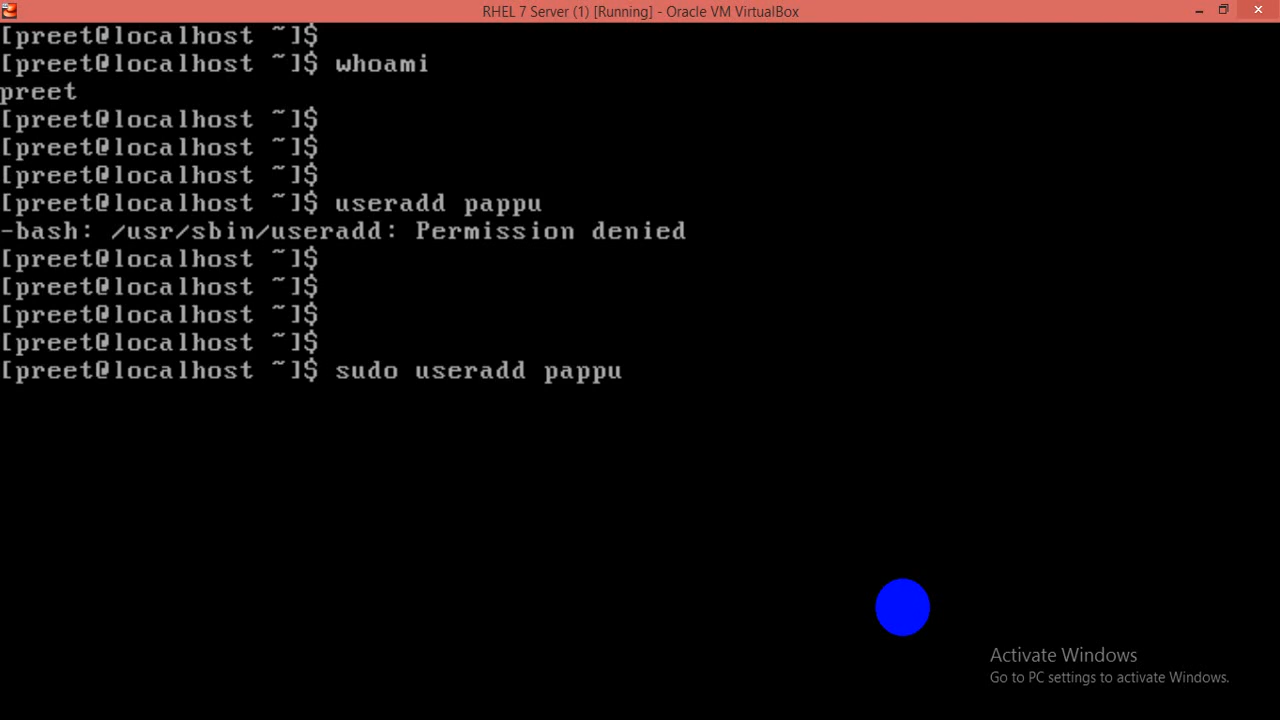 RHEL 7 Server (1) [Running] - Oracle VM VirtualBox
[preet@localhost ~]$
[preet@localhost ~]$ whoami
preet
[preet@localhost ~]$
[preet@localhost ~]$
[preet@localhost ~]$
[preet@localhost ~]$ useradd pappu
-bash: /usr/sbin/useradd: Permission denied
[preet@localhost ~]$
[preet@localhost ~]$
[preet@localhost ~]$
[preet@localhost ~]$
[preet@localhost ~]$ sudo useradd pappu
Activate Windows
Go to PC settings to activate Windows.